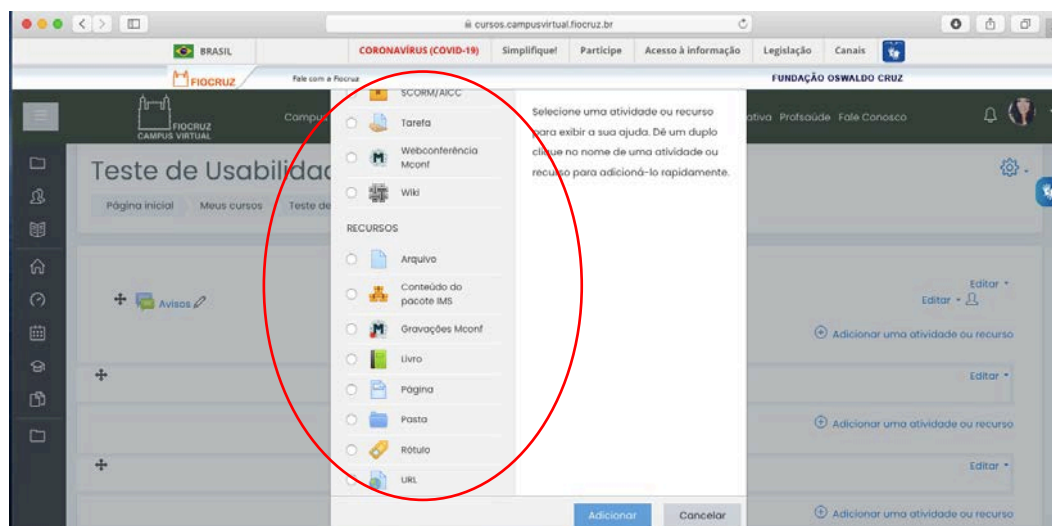 cursos.campusvirtual.fiocruz.br
BRASIL
CORONAVÍRUS (COVID-19)
Simplifique!
Participe
Acesso à informação
Legislação
Canais
FIOCRUZ
Fale com a Fiocruz
FUNDAÇÃO OSWALDO CRUZ
FIOCRUZ
CAMPUS VIRTUAL
Campus
ativa Profsaúde Fale Conosco
Teste de Usabilidad
Página inicial
Meus cursos
Teste de
SCORM/AICC
Tarefa
Webconferência
Mconf
Wiki
RECURSOS
Arquivo
Conteúdo do
pacote IMS
Gravações Mconf
Livro
Página
Pasta
Rótulo
URL
Selecione uma atividade ou recurso
para exibir a sua ajuda. Dê um duplo
clique no nome de uma atividade ou
recurso para adicioná-lo rapidamente.
Avisos
Editar
Editar
Adicionar uma atividade ou recurso
Editar
Adicionar uma atividade ou recurso
Editar
Adicionar uma atividade ou recurso
Adicionar
Cancelar